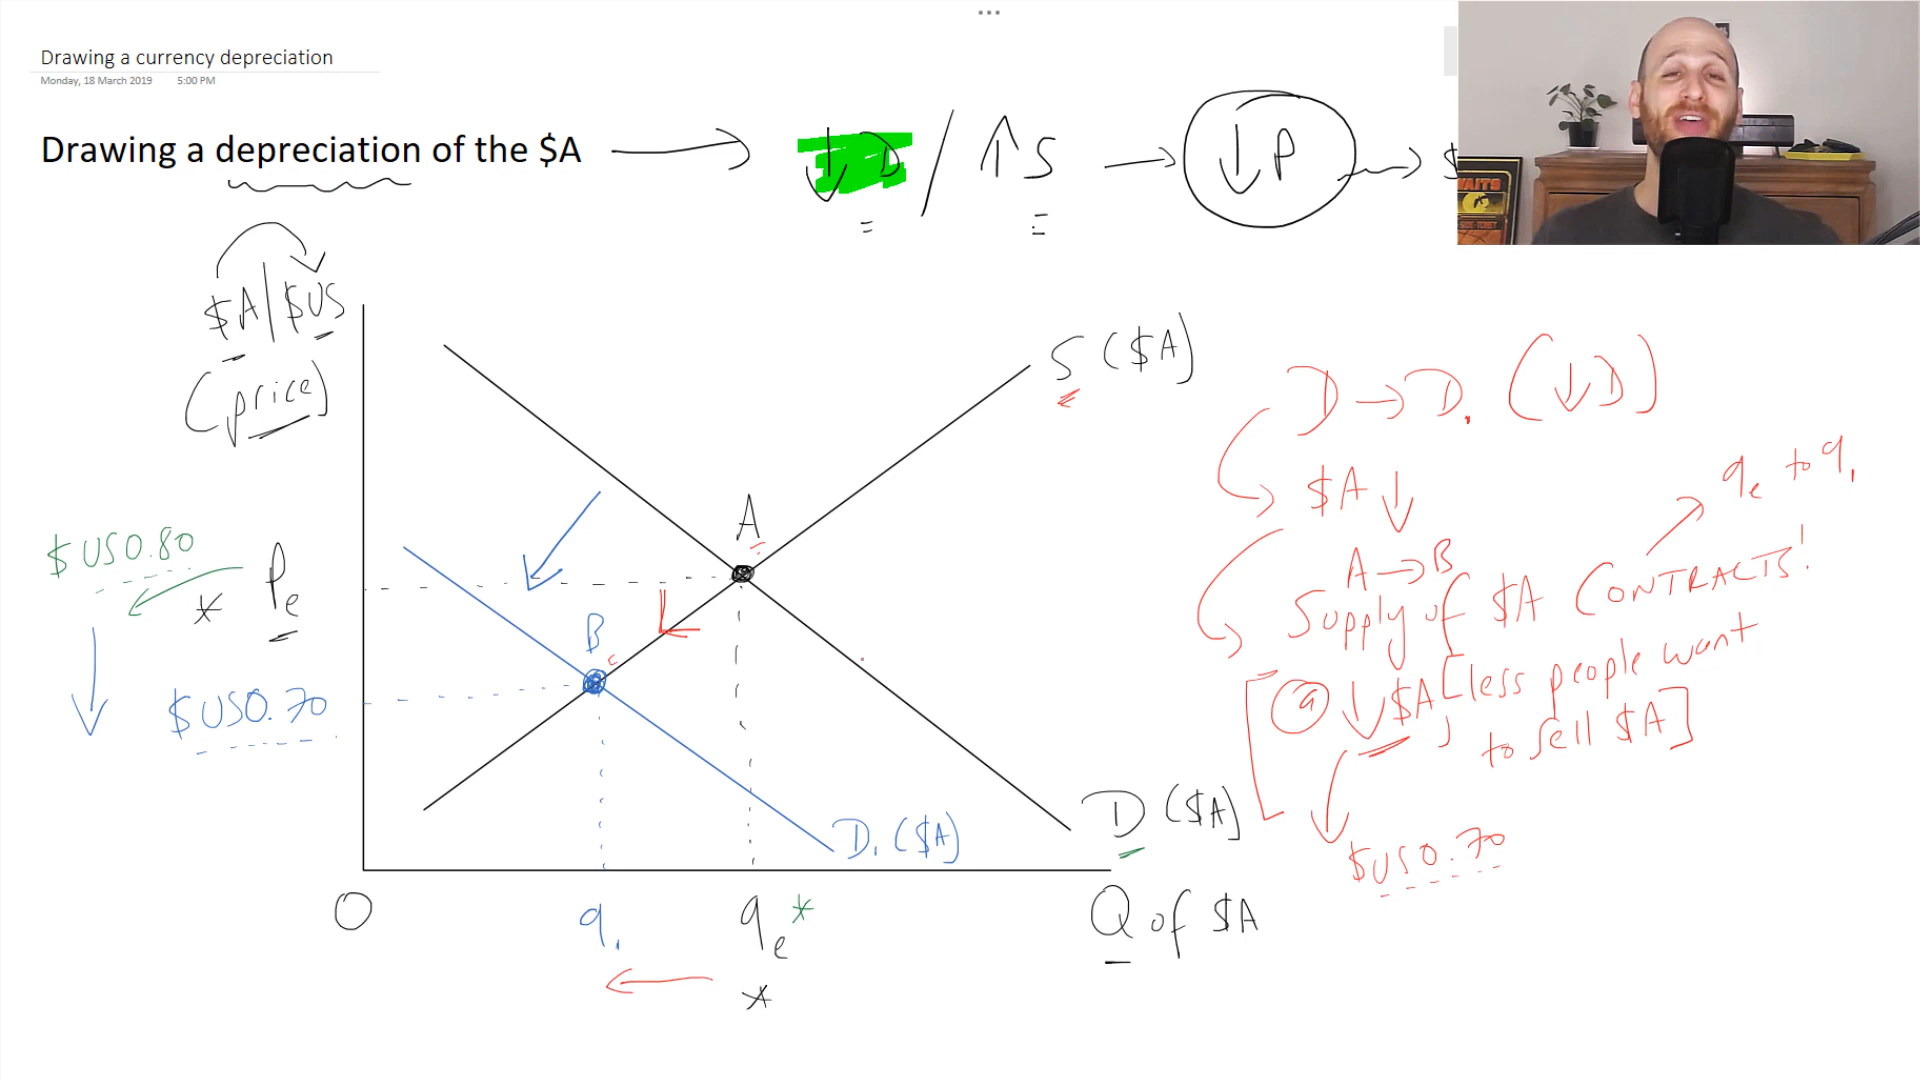 Drawing a currency depreciation
Monday, 18 March 2019 5:00 PM
Drawing a depreciation of the $A → ↓D / ↑S → ↓P → $
$A/$US
(price)
S ($A)
D → D₁ (↓D)
$A ↓
qe to q₁
A
$US0.80
Pe
*
A → B
Supply of $A CONTRACTS!
B
$US0.70
@ ↓$A [less people want
to sell $A]
D₁ ($A)
D ($A)
$US0.70
O
q₁
qe *
*
Q of $A
WAITS